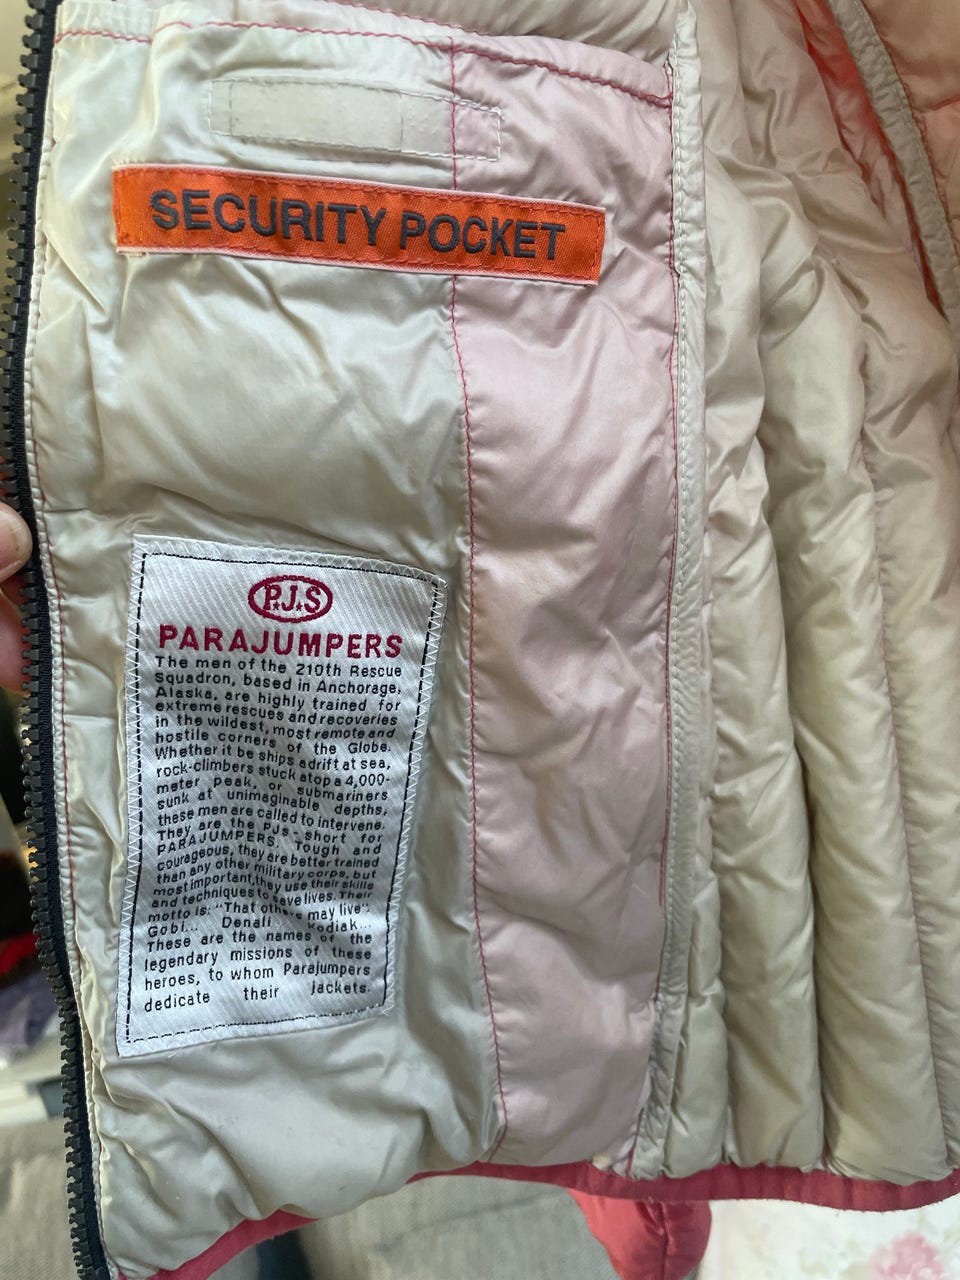 SECURITY POCKET
P.J.S
PARAJUMPERS
The men of the 210th Rescue
Squadron, based in Anchorage,
Alaska, are highly trained for
extreme rescues and recoveries
in the wildest, most remote and
hostile corners of the Globe.
Whether it be ships adrift at sea,
rock-climbers stuck atop a 4,000-
meter peak, or submariners
sunk at unimaginable depths,
these men are called to intervene.
They are the PJs-short for
PARAJUMPERS. Tough and
courageous, they are better trained
than any other military corps, but
most important, they use their skills
and techniques to save lives. Their
motto is: "That others may live".
Gobi... Denali... Kodiak...
These are the names of the
legendary missions of these
heroes, to whom Parajumpers
dedicate their jackets.